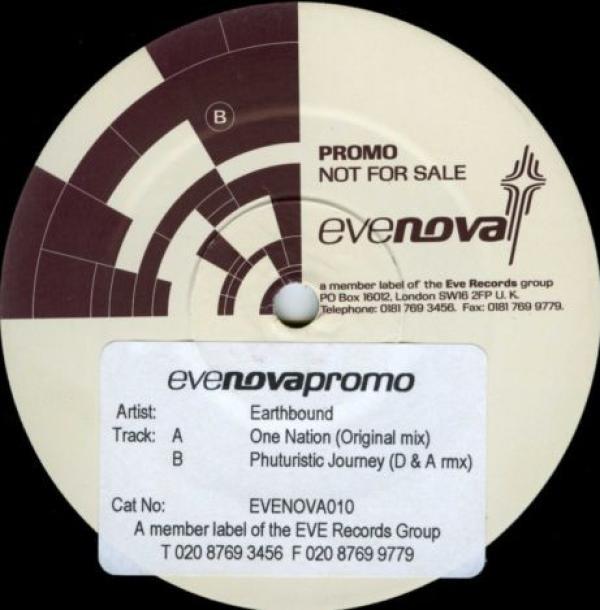 B
PROMO
NOT FOR SALE
evenova
a member label of the Eve Records group
PO Box 16012, London SW16 2FP U. K.
Telephone: 0181 769 3456. Fax: 0181 769 9779.
evenovapromo
Artist: Earthbound
Track: A One Nation (Original mix)
B Phuturistic Journey (D & A rmx)
Cat No: EVENOVA010
A member label of the EVE Records Group
T 020 8769 3456 F 020 8769 9779